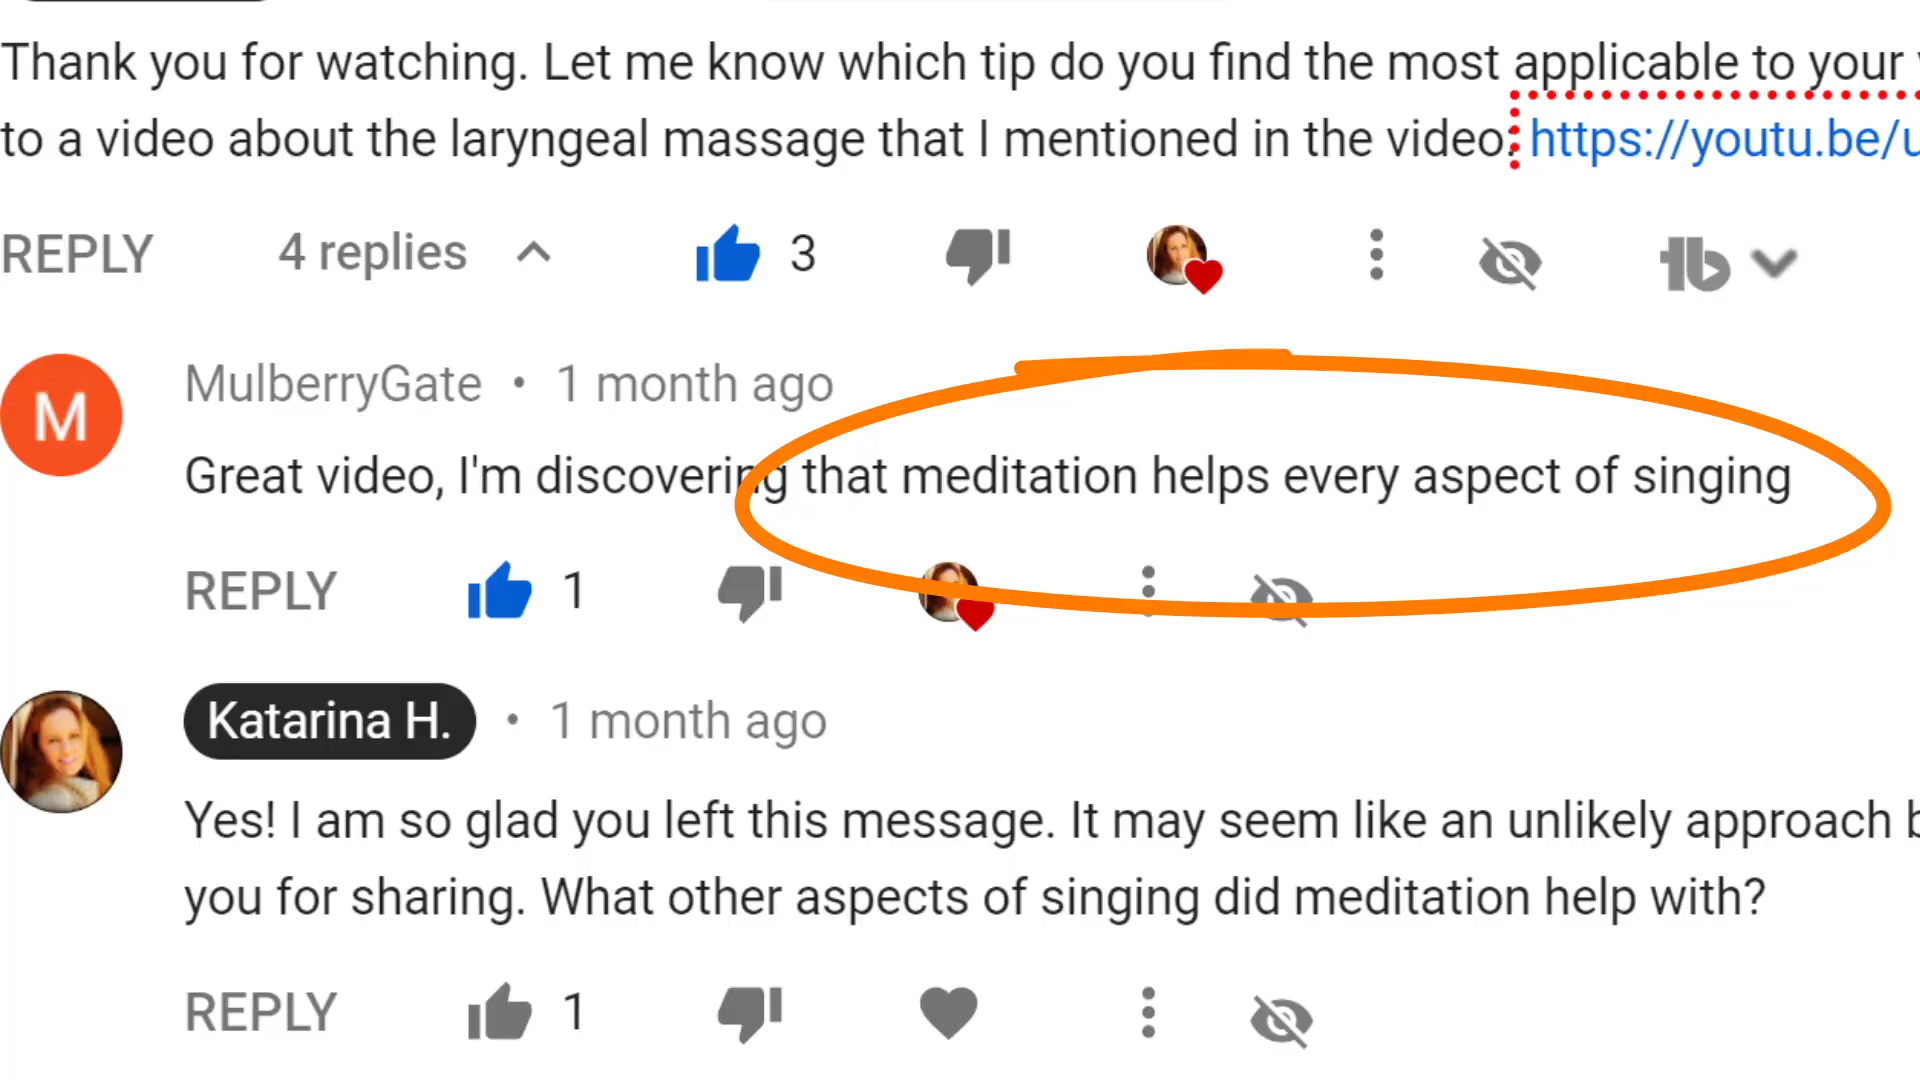 Thank you for watching. Let me know which tip do you find the most applicable to your
to a video about the laryngeal massage that I mentioned in the video: https://youtu.be/u
REPLY 4 replies 3
MulberryGate • 1 month ago
M
Great video, I'm discovering that meditation helps every aspect of singing
REPLY 1
Katarina H. • 1 month ago
Yes! I am so glad you left this message. It may seem like an unlikely approach
you for sharing. What other aspects of singing did meditation help with?
REPLY 1